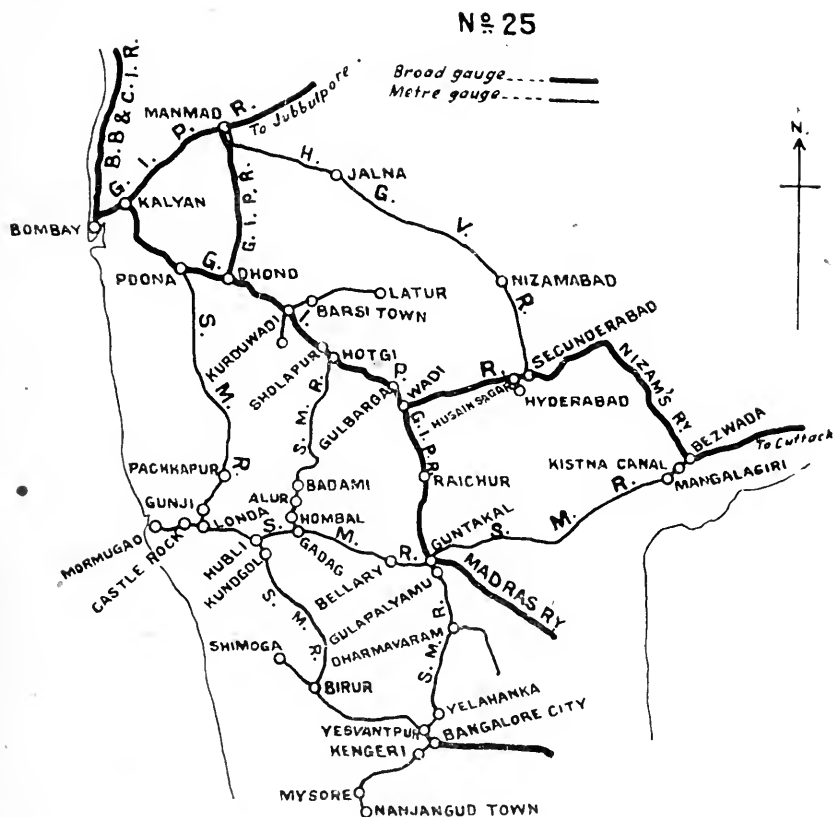 Nº 25
Broad gauge....
Metre gauge....
B. B & C. I. R.
MANMAD
To Jubbulpore
G. I. P. R.
N.
H. G. V. R.
JALNA
KALYAN
G. I. P. R.
BOMBAY
POONA
G. I. P. R.
DHOND
NIZAMABAD
LATUR
BARSI TOWN
KURDUWADI
SECUNDERABAD
NIZAM'S RY.
SHOLAPUR
HOTGI
WADI
HUSAIN SAGAR
HYDERABAD
S. M. R.
S. M. R.
GULBARGA
G. I. P. R.
BEZWADA
To Cuttack
KISTNA CANAL
MANGALAGIRI
PACHKAPUR
RAICHUR
BADAMI
GUNJI
ALUR
HOMBAL
S. M. R.
MORMUGAO
CASTLE ROCK
LONDA
S. M. R.
GUNTAKAL
HUBLI
GADAG
KUNDGOL
BELLARY
MADRAS RY
GULAPALYAMU
S. M. R.
DHARMAVARAM
S. M. R.
SHIMOGA
BIRUR
YELAHANKA
YESVANTPUR
BANGALORE CITY
KENGERI
MYSORE
NANJANGUD TOWN